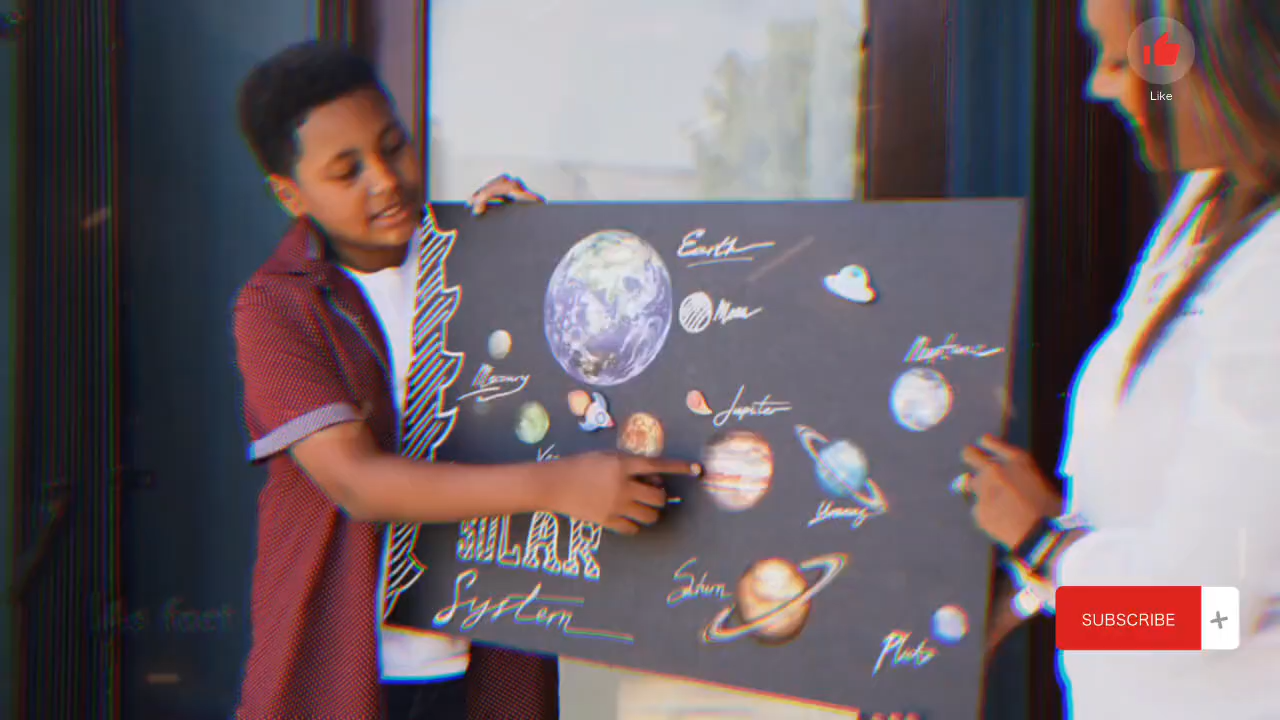 Like
Earth
Moon
Neptune
Mercury
Jupiter
Uranus
SOLAR
System
Saturn
Pluto
SUBSCRIBE +